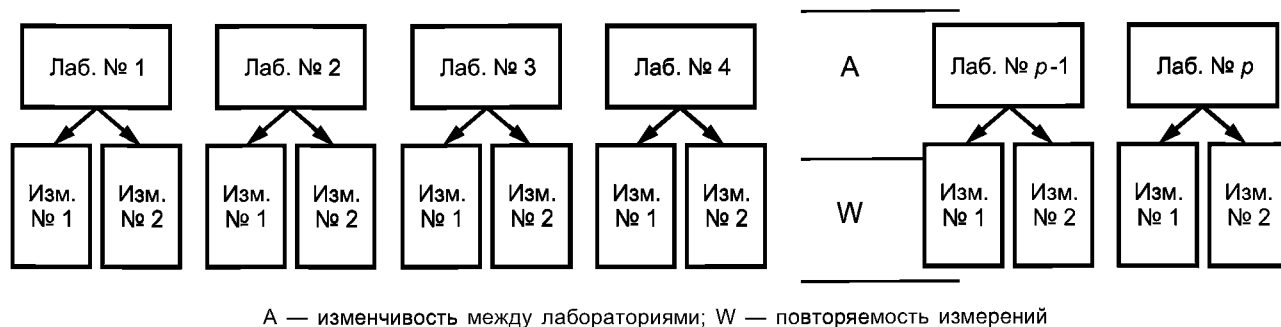 Лаб. № 1 Лаб. № 2 Лаб. № 3 Лаб. № 4 А Лаб. № p-1 Лаб. № p
Изм. Изм. Изм. Изм. Изм. Изм. Изм. Изм. W Изм. Изм. Изм. Изм.
№ 1 № 2 № 1 № 2 № 1 № 2 № 1 № 2 № 1 № 2 № 1 № 2
А — изменчивость между лабораториями; W — повторяемость измерений